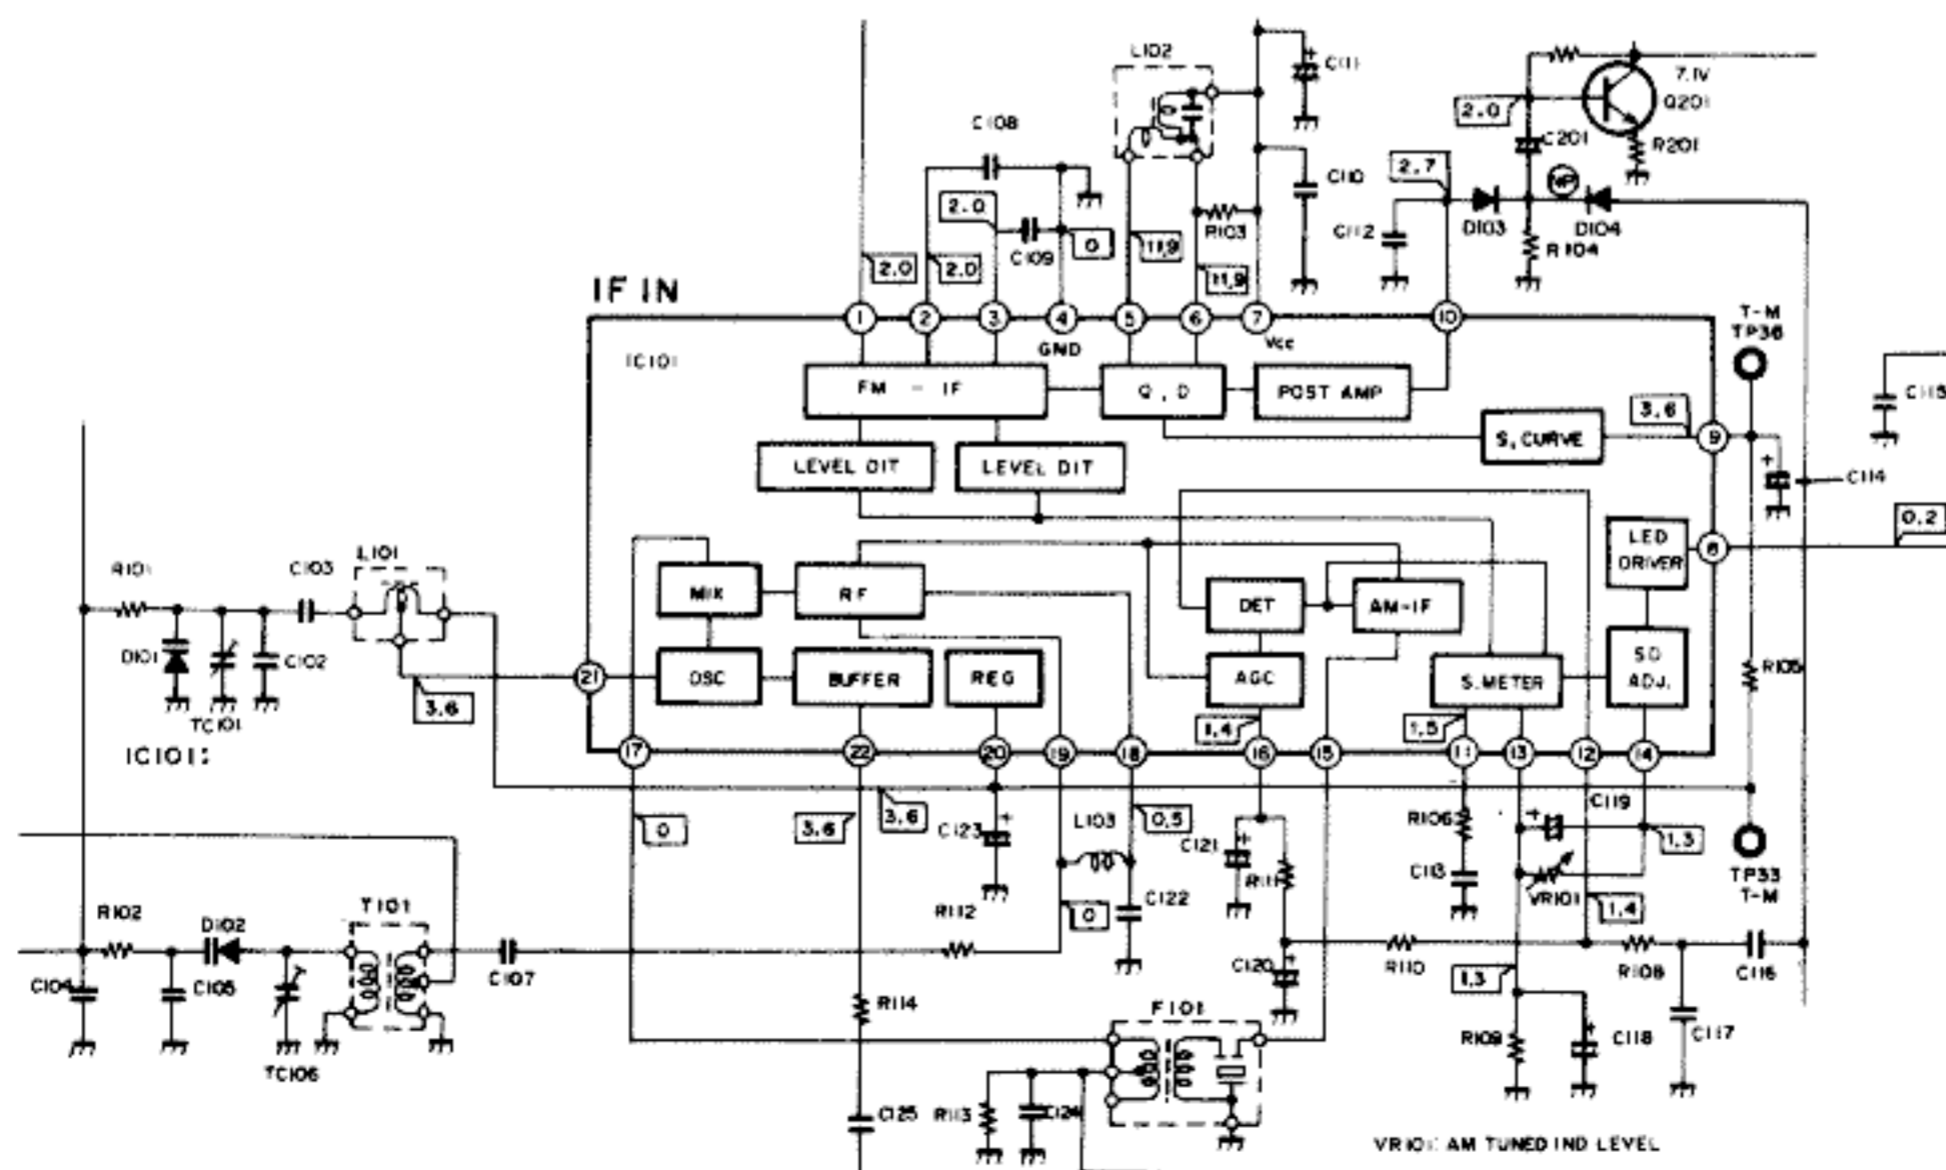 L102
C111
7.1V
Q201
2.0
C201
R201
C108
C110
2.7
NP
2.0
R103
C112
D103
D104
C109
0
11.9
R104
2.0
2.0
11.9
IF IN
1
2
3
4
5
6
7
10
T-M
TP36
GND
Vcc
IC101
FM - IF
Q, D
POST AMP
C115
3.6
S, CURVE
9
LEVEL DIT
LEVEL DIT
C114
0.2
LED
DRIVER
8
L101
R101
C103
MIX
RF
DET
AM-IF
D101
C102
SD
ADJ.
R105
21
OSC
BUFFER
REG
AGC
S.METER
3.6
TC101
1.4
1.5
IC101:
17
22
20
19
18
16
15
11
13
12
14
C119
0
3.6
3.6
C123
L103
0.5
R106
1.3
C121
TP33
T-M
R111
C113
VR101
C122
R102
T101
R112
0
1.4
D102
C104
C105
C107
C120
R110
R108
C116
1.3
R114
F101
R109
C118
C117
TC106
C125
R113
C124
VR101: AM TUNED IND LEVEL